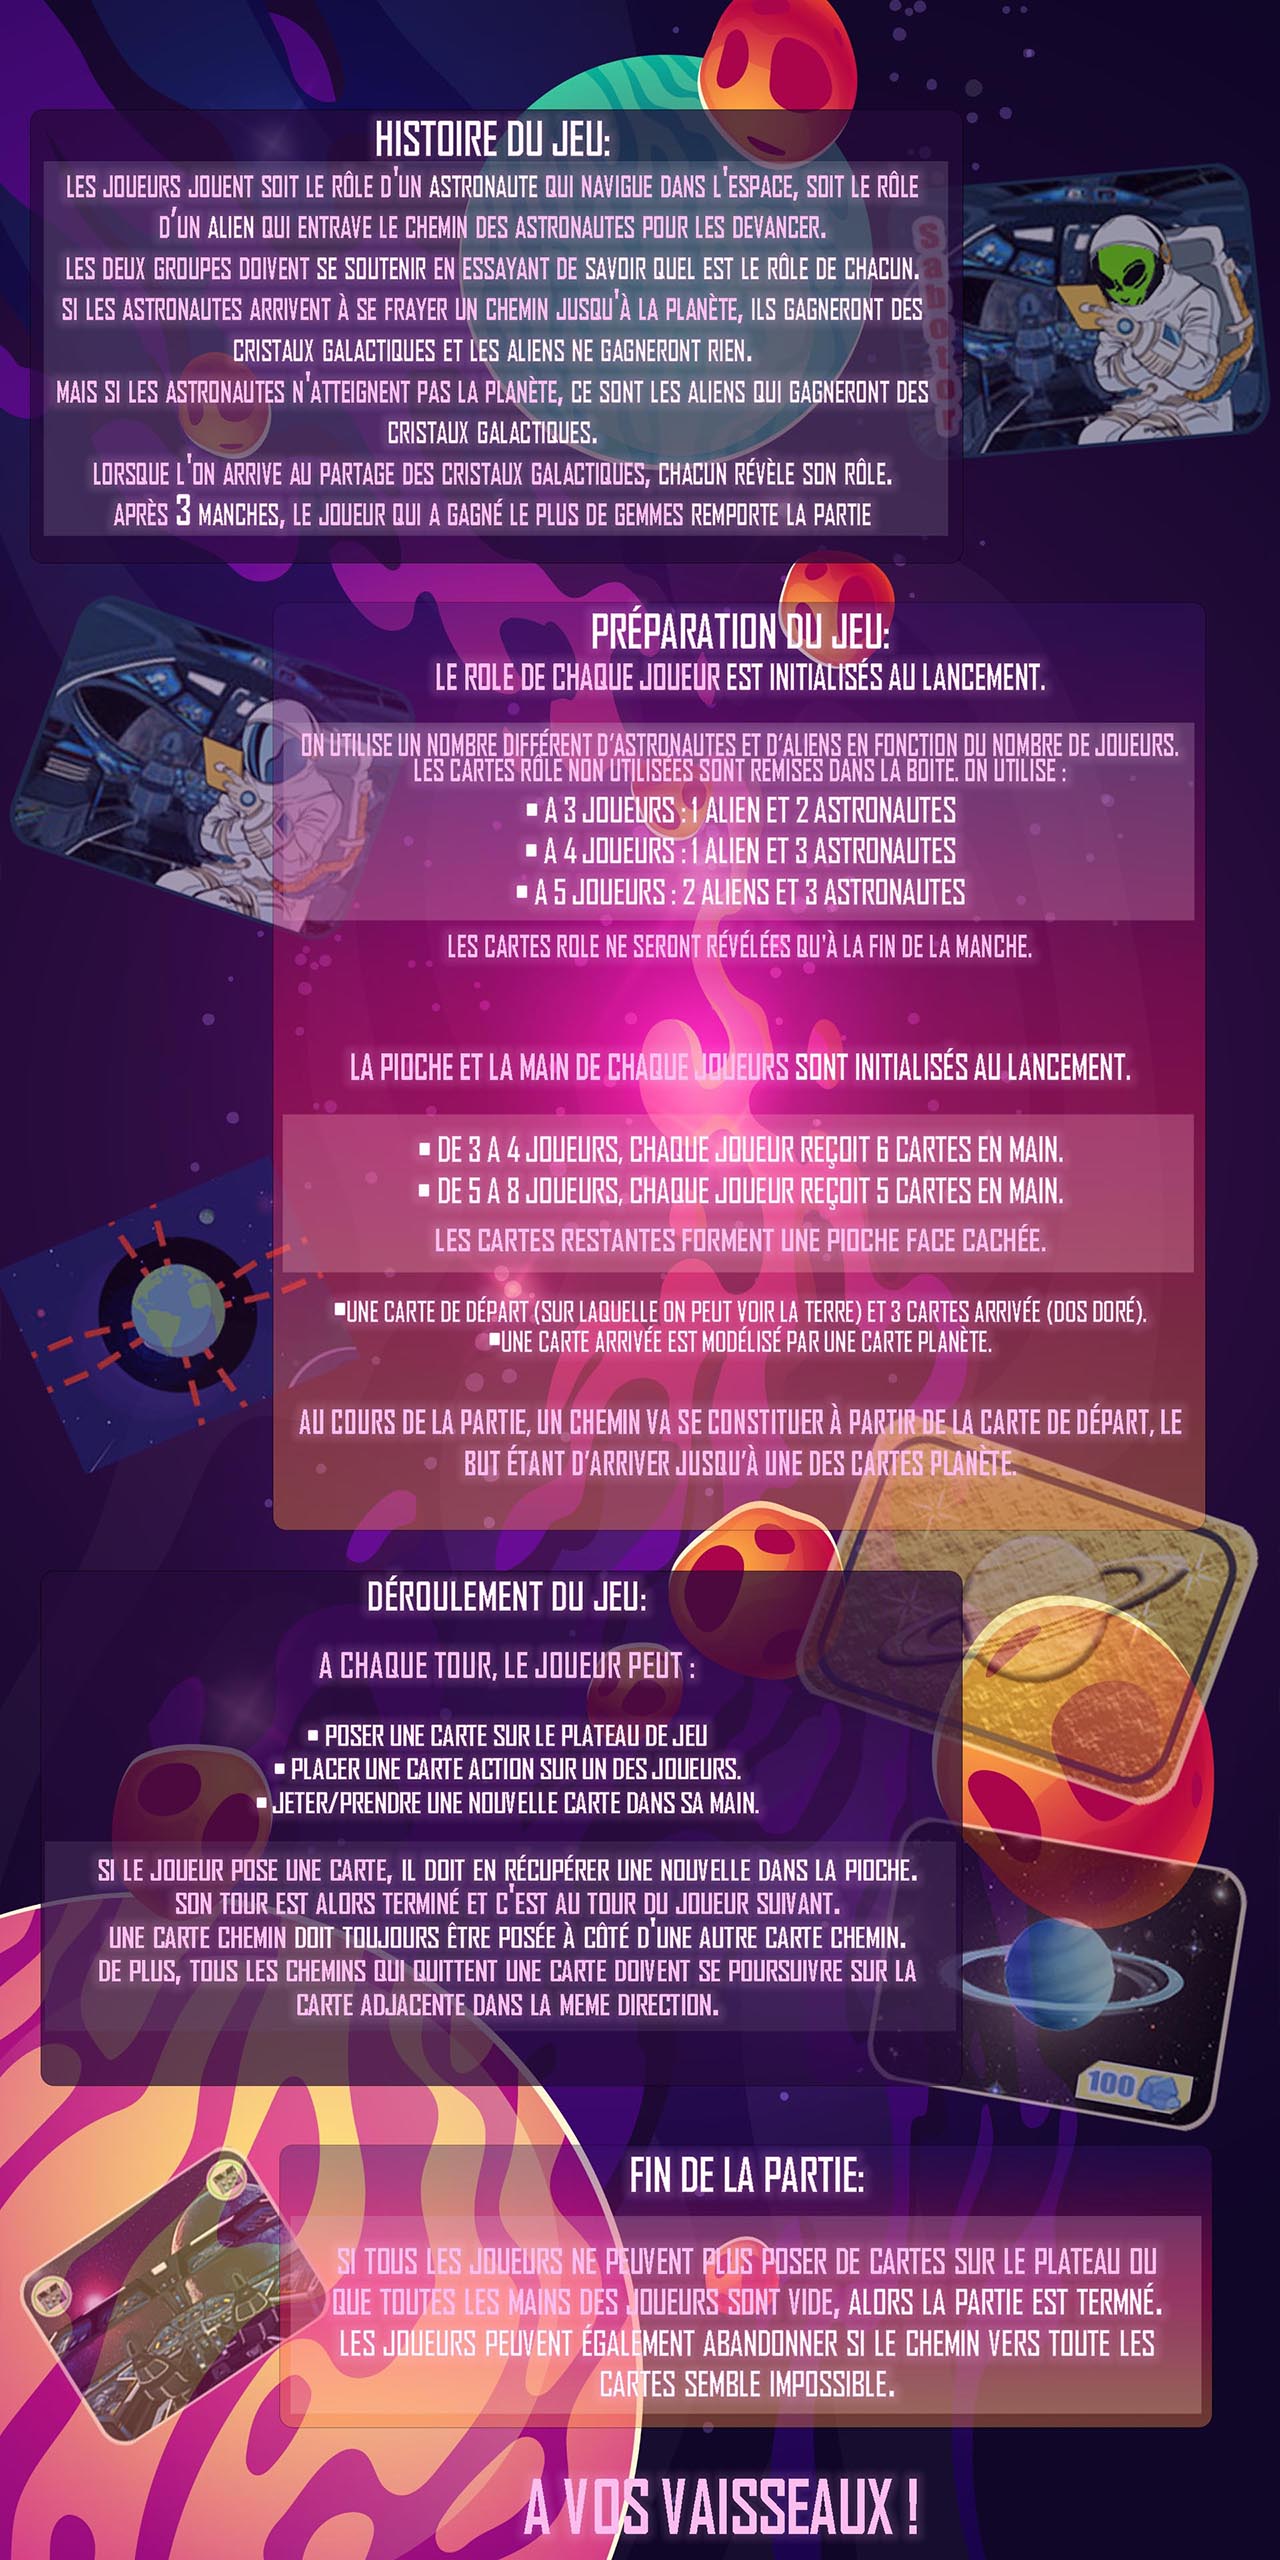 HISTOIRE DU JEU:
LES JOUEURS JOUENT SOIT LE RÔLE D'UN ASTRONAUTE QUI NAVIGUE DANS L'ESPACE, SOIT LE RÔLE
D'UN ALIEN QUI ENTRAVE LE CHEMIN DES ASTRONAUTES POUR LES DEVANCER.
LES DEUX GROUPES DOIVENT SE SOUTENIR EN ESSAYANT DE SAVOIR QUEL EST LE RÔLE DE CHACUN.
SI LES ASTRONAUTES ARRIVENT À SE FRAYER UN CHEMIN JUSQU'À LA PLANÈTE, ILS GAGNERONT DES
CRISTAUX GALACTIQUES ET LES ALIENS NE GAGNERONT RIEN.
MAIS SI LES ASTRONAUTES N'ATTEIGNENT PAS LA PLANÈTE, CE SONT LES ALIENS QUI GAGNERONT DES
CRISTAUX GALACTIQUES.
LORSQUE L'ON ARRIVE AU PARTAGE DES CRISTAUX GALACTIQUES, CHACUN RÉVÈLE SON RÔLE.
APRÈS 3 MANCHES, LE JOUEUR QUI A GAGNÉ LE PLUS DE GEMMES REMPORTE LA PARTIE
Saboteur
PRÉPARATION DU JEU:
LE ROLE DE CHAQUE JOUEUR EST INITIALISÉS AU LANCEMENT.
ON UTILISE UN NOMBRE DIFFÉRENT D'ASTRONAUTES ET D'ALIENS EN FONCTION DU NOMBRE DE JOUEURS.
LES CARTES RÔLE NON UTILISÉES SONT REMISES DANS LA BOITE. ON UTILISE :
▪ A 3 JOUEURS : 1 ALIEN ET 2 ASTRONAUTES
▪ A 4 JOUEURS : 1 ALIEN ET 3 ASTRONAUTES
▪ A 5 JOUEURS : 2 ALIENS ET 3 ASTRONAUTES
LES CARTES ROLE NE SERONT RÉVÉLÉES QU'À LA FIN DE LA MANCHE.
LA PIOCHE ET LA MAIN DE CHAQUE JOUEURS SONT INITIALISÉS AU LANCEMENT.
▪ DE 3 A 4 JOUEURS, CHAQUE JOUEUR REÇOIT 6 CARTES EN MAIN.
▪ DE 5 A 8 JOUEURS, CHAQUE JOUEUR REÇOIT 5 CARTES EN MAIN.
LES CARTES RESTANTES FORMENT UNE PIOCHE FACE CACHÉE.
▪UNE CARTE DE DÉPART (SUR LAQUELLE ON PEUT VOIR LA TERRE) ET 3 CARTES ARRIVÉE (DOS DORÉ).
▪UNE CARTE ARRIVÉE EST MODÉLISÉ PAR UNE CARTE PLANÈTE.
AU COURS DE LA PARTIE, UN CHEMIN VA SE CONSTITUER À PARTIR DE LA CARTE DE DÉPART, LE
BUT ÉTANT D'ARRIVER JUSQU'À UNE DES CARTES PLANÈTE.
DÉROULEMENT DU JEU:
A CHAQUE TOUR, LE JOUEUR PEUT :
▪ POSER UNE CARTE SUR LE PLATEAU DE JEU
▪ PLACER UNE CARTE ACTION SUR UN DES JOUEURS.
▪ JETER/PRENDRE UNE NOUVELLE CARTE DANS SA MAIN.
SI LE JOUEUR POSE UNE CARTE, IL DOIT EN RÉCUPÉRER UNE NOUVELLE DANS LA PIOCHE.
SON TOUR EST ALORS TERMINÉ ET C'EST AU TOUR DU JOUEUR SUIVANT.
UNE CARTE CHEMIN DOIT TOUJOURS ÊTRE POSÉE À CÔTÉ D'UNE AUTRE CARTE CHEMIN.
DE PLUS, TOUS LES CHEMINS QUI QUITTENT UNE CARTE DOIVENT SE POURSUIVRE SUR LA
CARTE ADJACENTE DANS LA MEME DIRECTION.
100
FIN DE LA PARTIE:
SI TOUS LES JOUEURS NE PEUVENT PLUS POSER DE CARTES SUR LE PLATEAU OU
QUE TOUTES LES MAINS DES JOUEURS SONT VIDE, ALORS LA PARTIE EST TERMNÉ.
LES JOUEURS PEUVENT ÉGALEMENT ABANDONNER SI LE CHEMIN VERS TOUTE LES
CARTES SEMBLE IMPOSSIBLE.
A VOS VAISSEAUX !